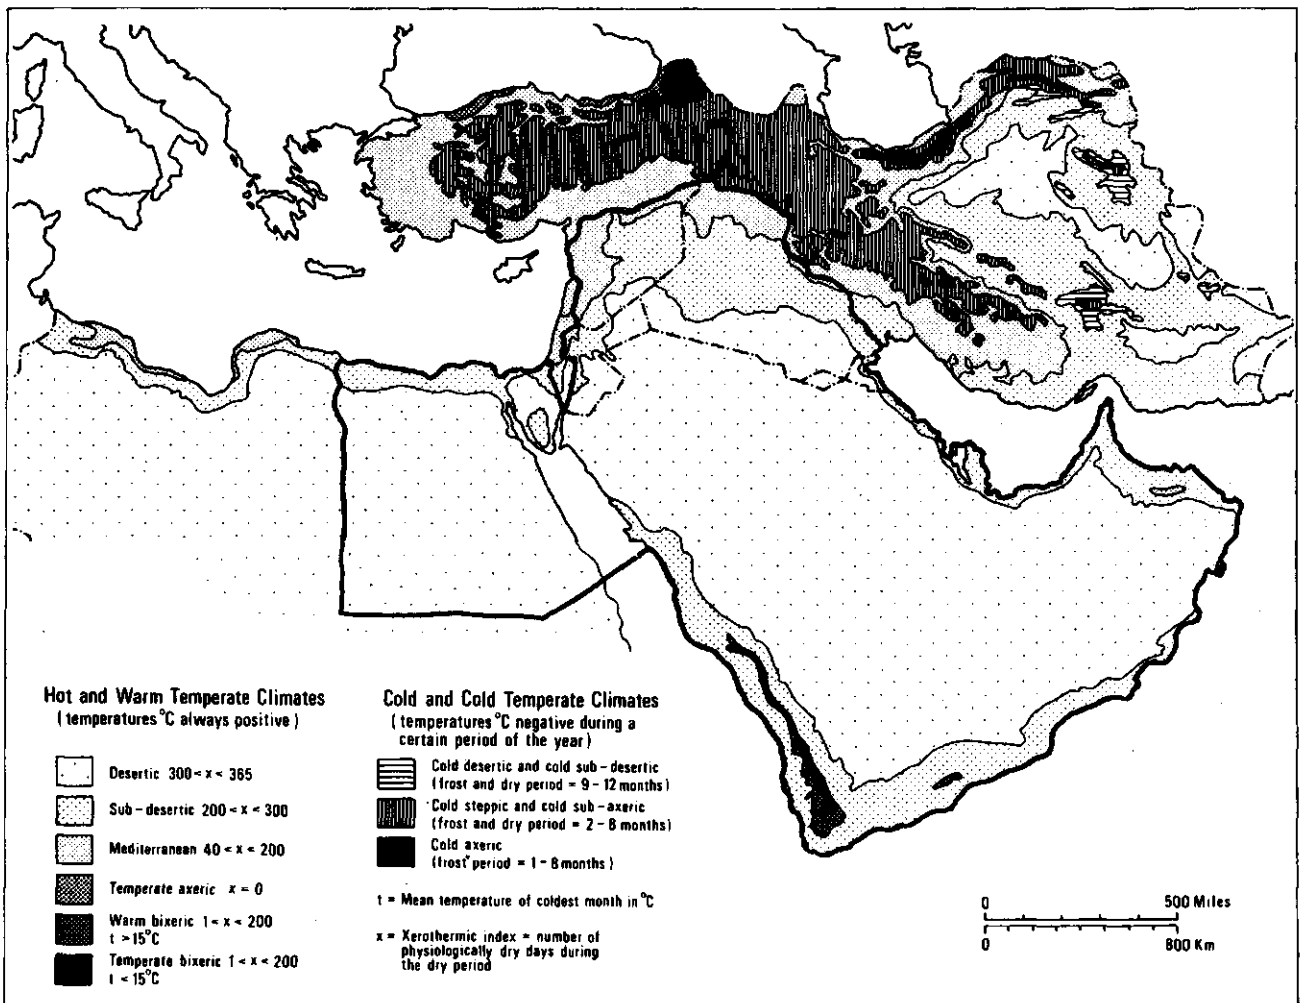 Hot and Warm Temperate Climates
(temperatures °C always positive)
Desertic 300 < x < 365
Sub-desertic 200 < x < 300
Mediterranean 40 < x < 200
Temperate axeric x = 0
Warm bixeric 1 < x < 200
t > 15°C
Temperate bixeric 1 < x < 200
t < 15°C
Cold and Cold Temperate Climates
(temperatures °C negative during a
certain period of the year)
Cold desertic and cold sub-desertic
(frost and dry period = 9-12 months)
Cold steppic and cold sub-axeric
(frost and dry period = 2-8 months)
Cold axeric
(frost period = 1-8 months)
t = Mean temperature of coldest month in °C
x = Xerothermic index = number of
physiologically dry days during
the dry period
0 500 Miles
0 800 Km